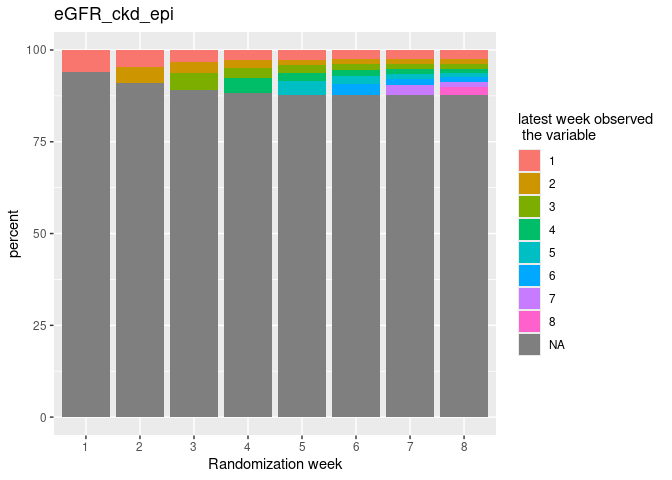 eGFR_ckd_epi
100
75
50
25
0
percent
1 2 3 4 5 6 7 8
Randomization week
latest week observed
the variable
1
2
3
4
5
6
7
8
NA